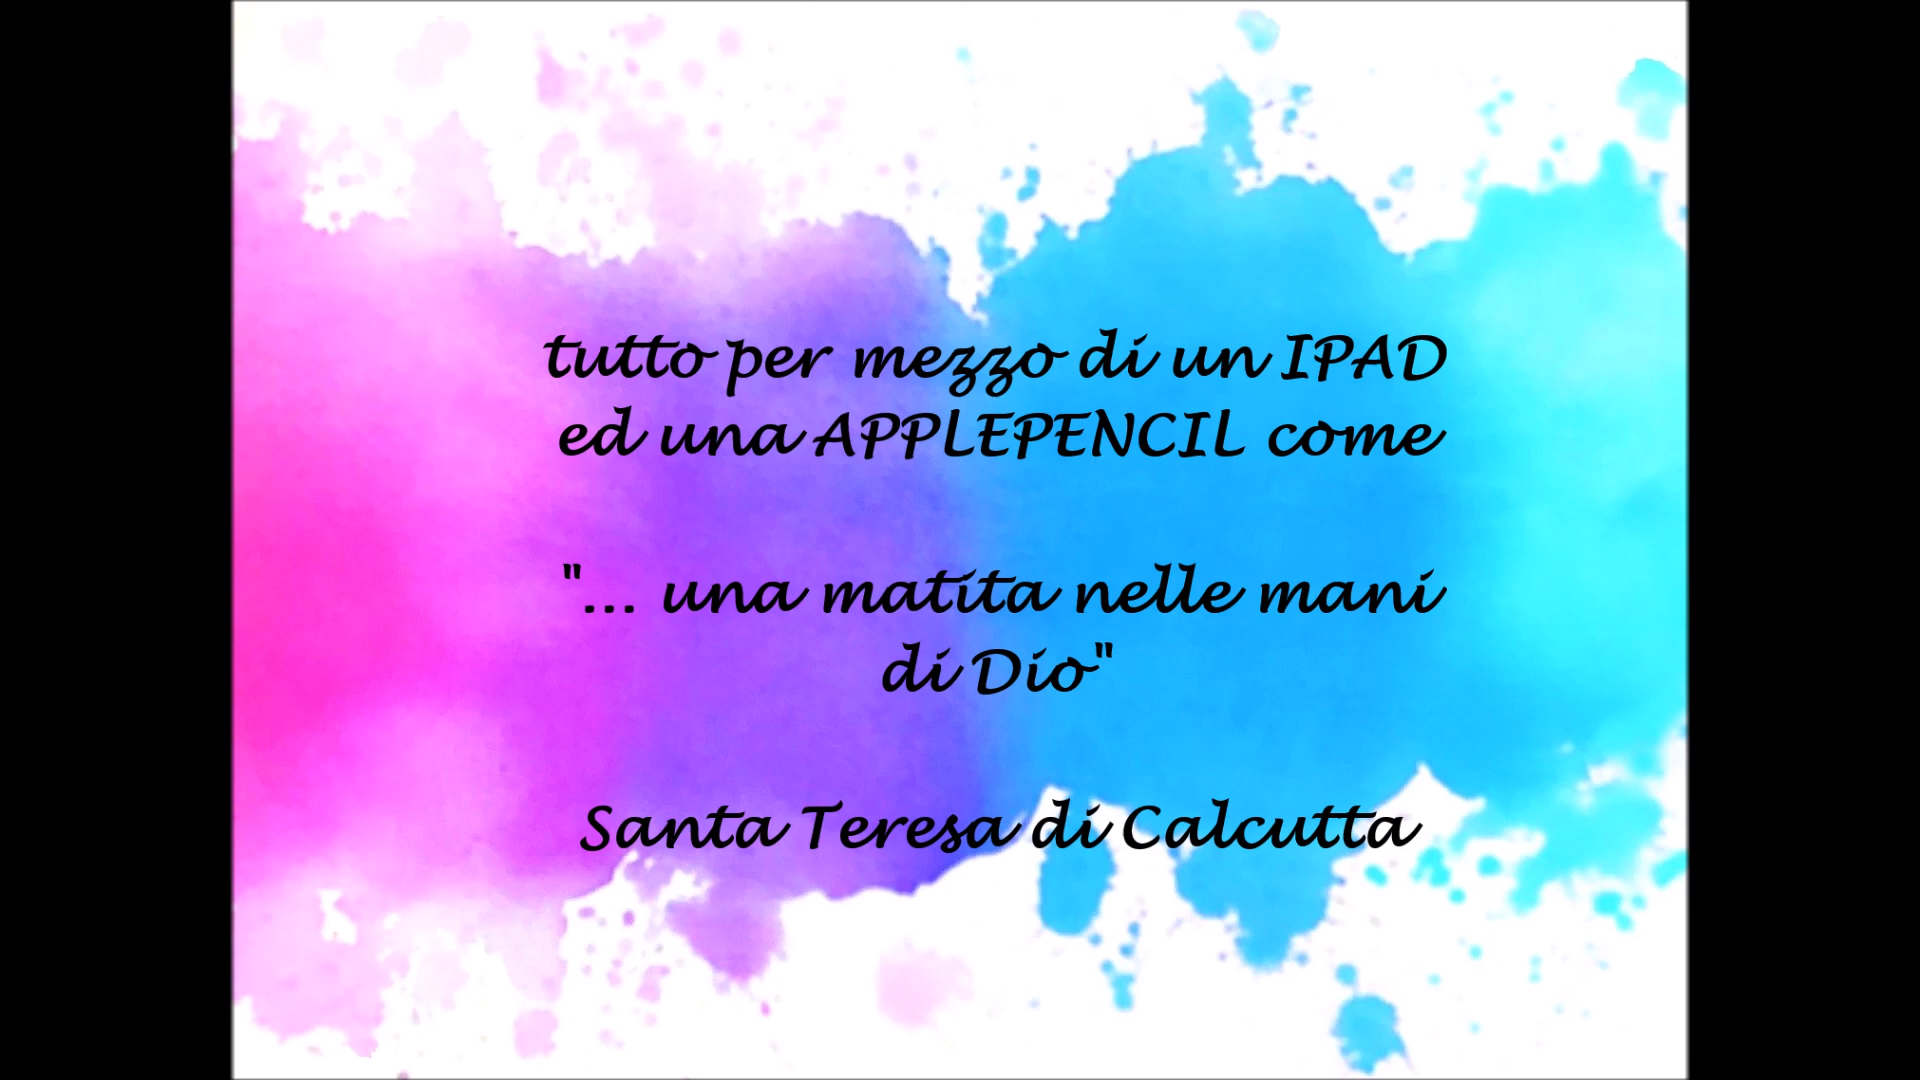 tutto per mezzo di un IPAD
ed una APPLEPENCIL come
"... una matita nelle mani
di Dio"
Santa Teresa di Calcutta